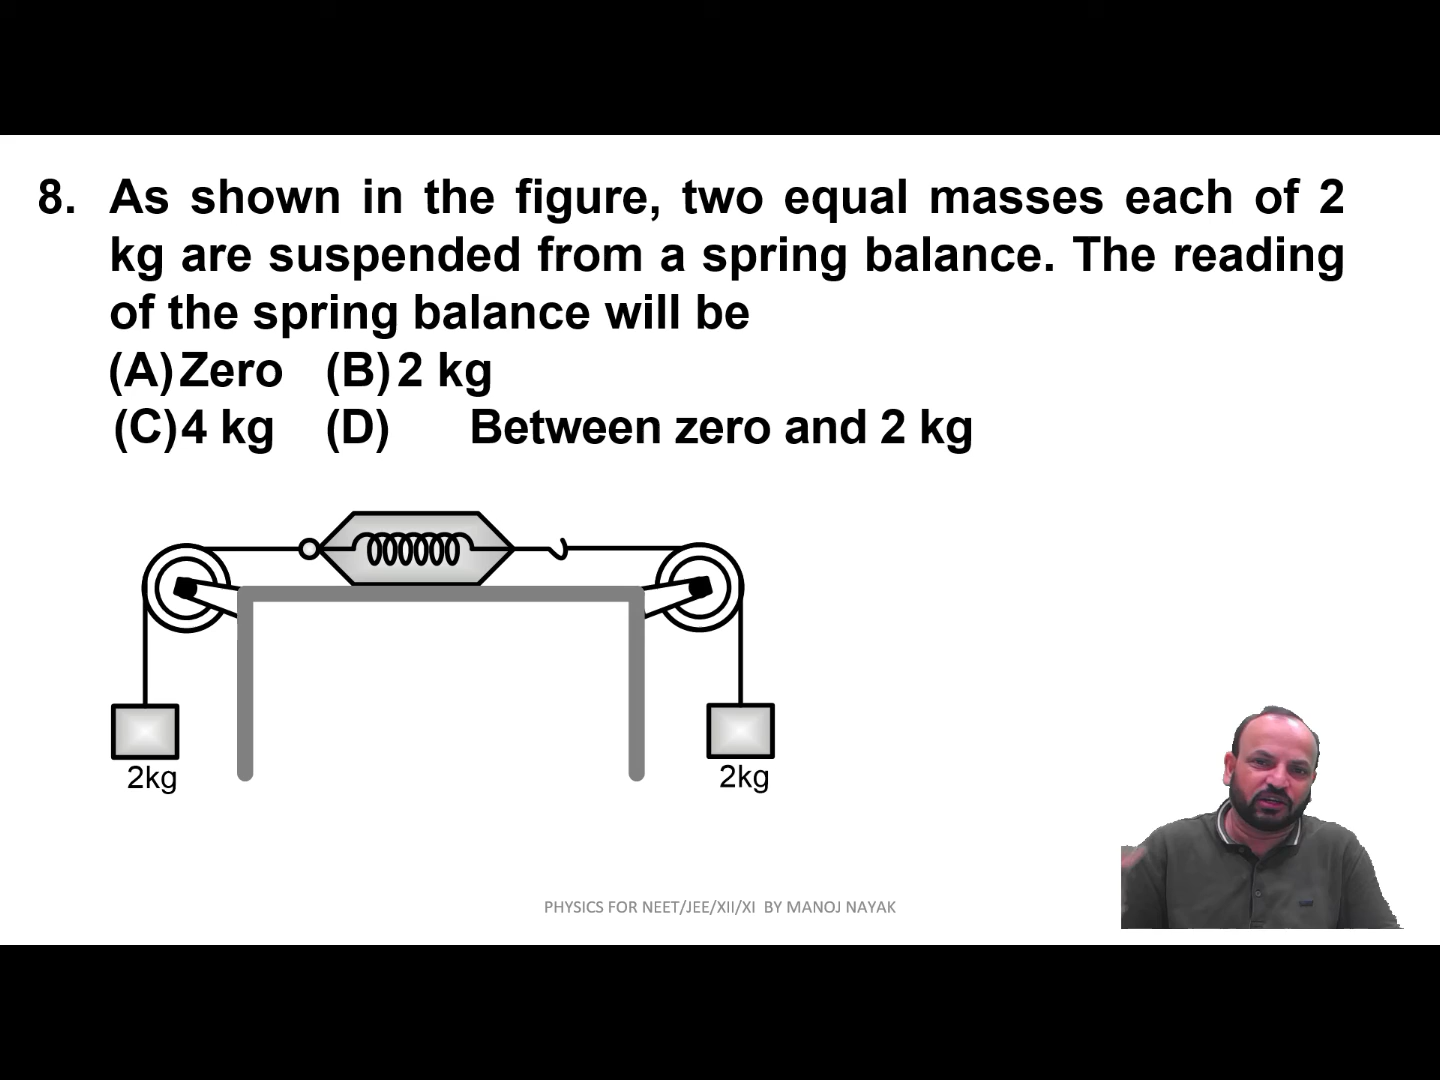 8. As shown in the figure, two equal masses each of 2
kg are suspended from a spring balance. The reading
of the spring balance will be
(A) Zero (B) 2 kg
(C) 4 kg (D) Between zero and 2 kg
2kg 2kg
PHYSICS FOR NEET/JEE/XII/XI BY MANOJ NAYAK